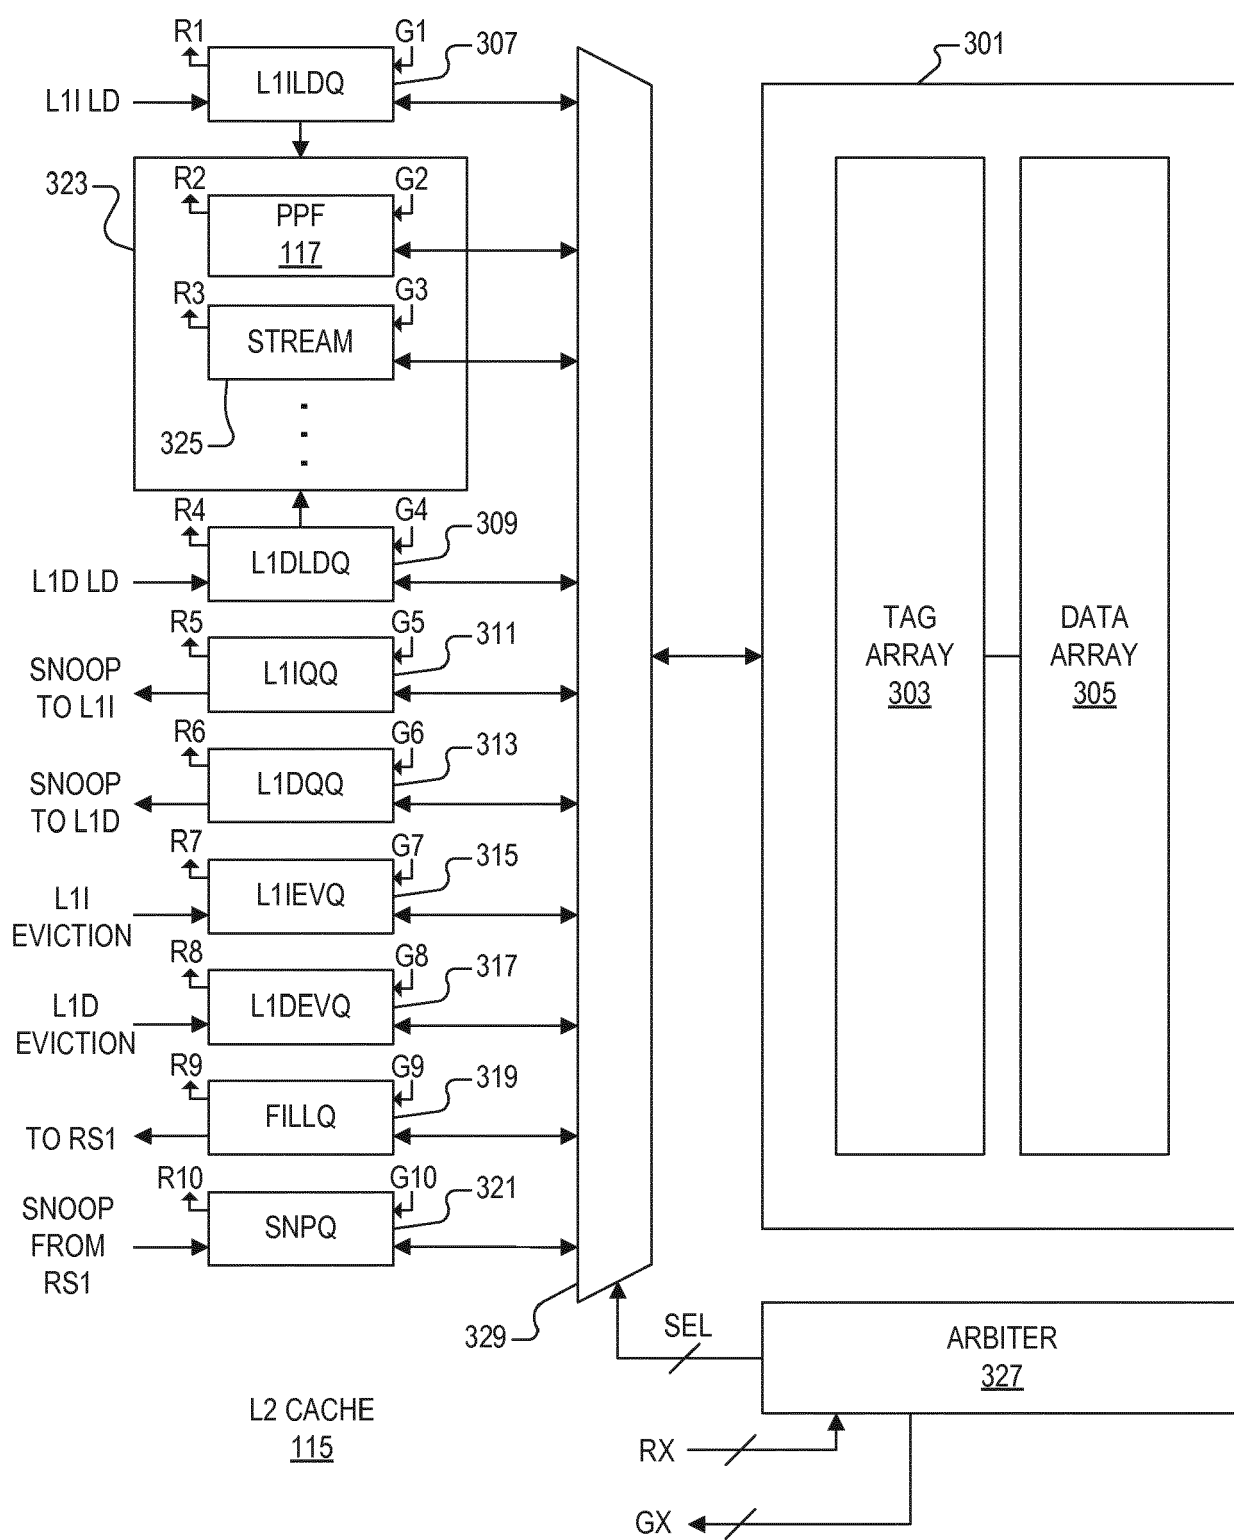 R1
G1
307
301
L1ILDQ
L1I LD
323
R2
G2
PPF
117
R3
G3
STREAM
325
R4
G4
309
L1DLDQ
L1D LD
R5
G5
311
L1IQQ
SNOOP
TO L1I
R6
G6
313
L1DQQ
SNOOP
TO L1D
R7
G7
315
L1IEVQ
L1I
EVICTION
R8
G8
317
L1DEVQ
L1D
EVICTION
R9
G9
319
FILLQ
TO RS1
R10
G10
321
SNPQ
SNOOP
FROM
RS1
329
TAG
ARRAY
303
DATA
ARRAY
305
SEL
ARBITER
327
RX
GX
L2 CACHE
115